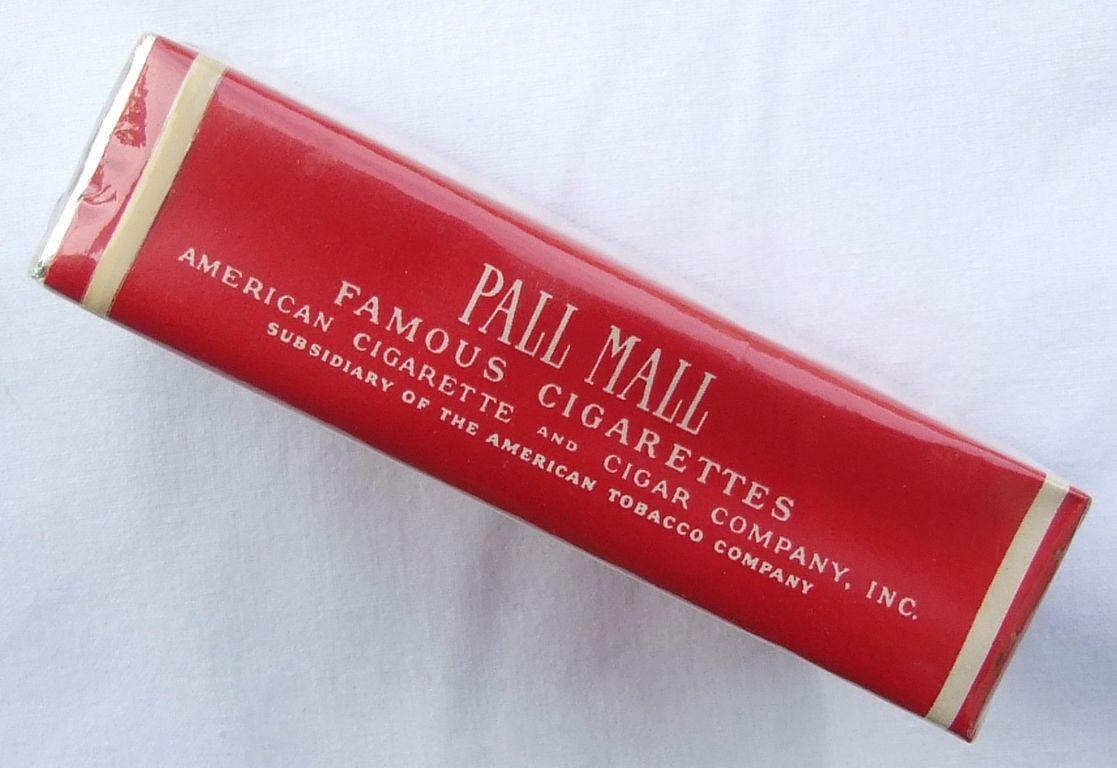 PALL MALL
FAMOUS CIGARETTES
AMERICAN CIGARETTE AND CIGAR COMPANY, INC.
SUBSIDIARY OF THE AMERICAN TOBACCO COMPANY